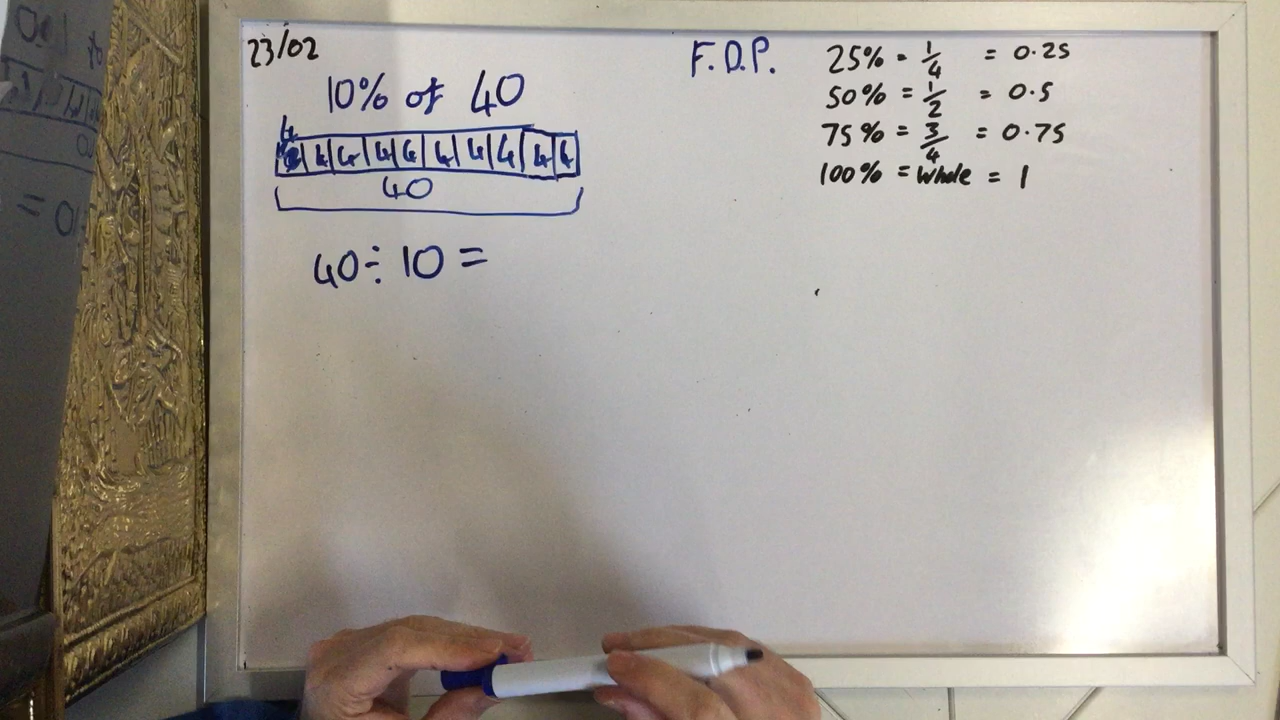 23/02
10% of 40
4
4 4 4 4 4 4 4 4 4
40
40 ÷ 10 =
F.D.P.
25% = 1/4 = 0.25
50% = 1/2 = 0.5
75% = 3/4 = 0.75
100% = whole = 1